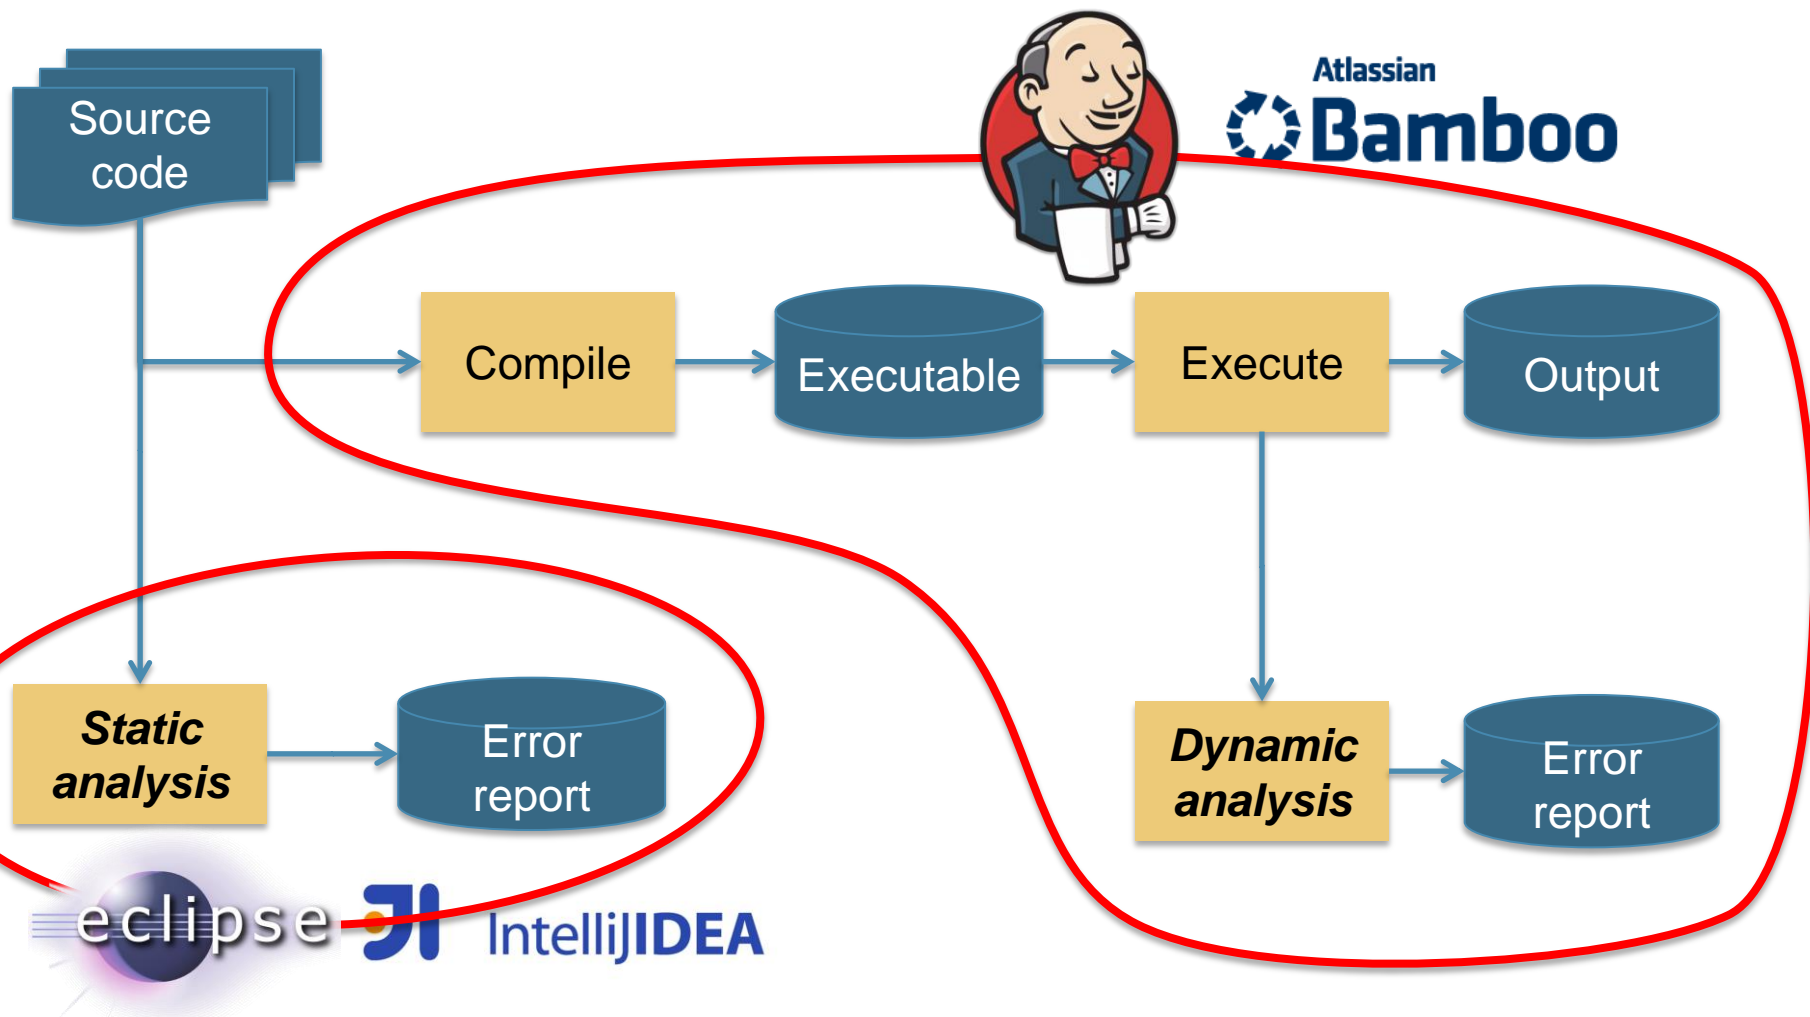 Source
code
Atlassian
Bamboo
Compile
Executable
Execute
Output
Static
analysis
Error
report
Dynamic
analysis
Error
report
eclipse
IntelliJIDEA